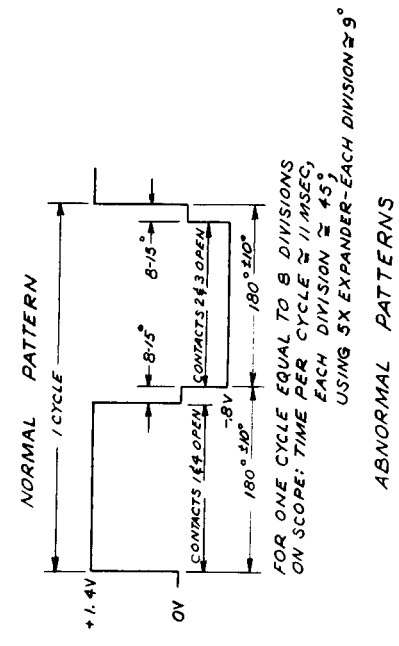 NORMAL PATTERN
1 CYCLE
+1.4V
0V
-.8V
8-15°
8-15°
CONTACTS 1 & 4 OPEN
CONTACTS 2 & 3 OPEN
180° ±10°
180° ±10°
FOR ONE CYCLE EQUAL TO 8 DIVISIONS
ON SCOPE: TIME PER CYCLE ≅ 11 MSEC,
EACH DIVISION ≅ 45°,
USING 5X EXPANDER-EACH DIVISION ≅ 9°
ABNORMAL PATTERNS